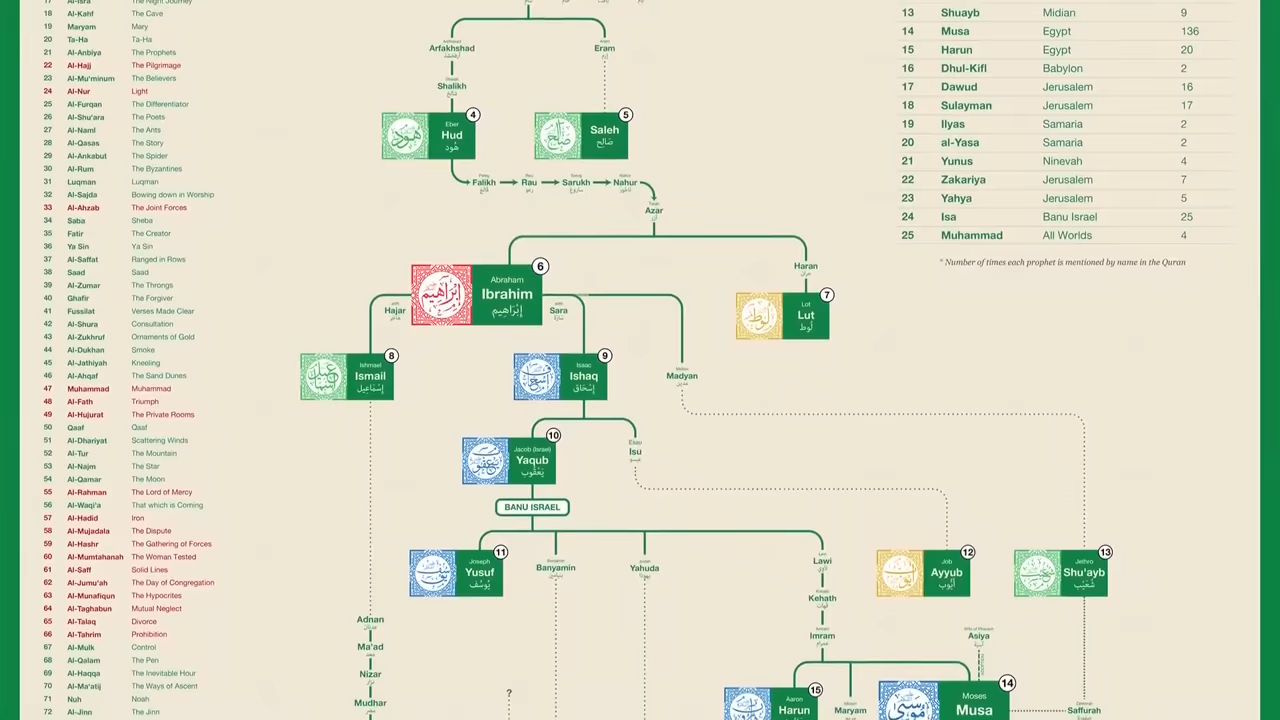 17 Al-Isra The Night Journey
18 Al-Kahf The Cave
19 Maryam Mary
20 Ta-Ha Ta-Ha
21 Al-Anbiya The Prophets
22 Al-Hajj The Pilgrimage
23 Al-Mu'minum The Believers
24 Al-Nur Light
25 Al-Furqan The Differentiator
26 Al-Shu'ara The Poets
27 Al-Naml The Ants
28 Al-Qasas The Story
29 Al-Ankabut The Spider
30 Al-Rum The Byzantines
31 Luqman Luqman
32 Al-Sajda Bowing down in Worship
33 Al-Ahzab The Joint Forces
34 Saba Sheba
35 Fatir The Creator
36 Ya Sin Ya Sin
37 Al-Saffat Ranged in Rows
38 Saad Saad
39 Al-Zumar The Throngs
40 Ghafir The Forgiver
41 Fussilat Verses Made Clear
42 Al-Shura Consultation
43 Al-Zukhruf Ornaments of Gold
44 Al-Dukhan Smoke
45 Al-Jathiyah Kneeling
46 Al-Ahqaf The Sand Dunes
47 Muhammad Muhammad
48 Al-Fath Triumph
49 Al-Hujurat The Private Rooms
50 Qaaf Qaaf
51 Al-Dhariyat Scattering Winds
52 Al-Tur The Mountain
53 Al-Najm The Star
54 Al-Qamar The Moon
55 Al-Rahman The Lord of Mercy
56 Al-Waqi'a That which is Coming
57 Al-Hadid Iron
58 Al-Mujadala The Dispute
59 Al-Hashr The Gathering of Forces
60 Al-Mumtahanah The Woman Tested
61 Al-Saff Solid Lines
62 Al-Jumu'ah The Day of Congregation
63 Al-Munafiqun The Hypocrites
64 Al-Taghabun Mutual Neglect
65 Al-Talaq Divorce
66 Al-Tahrim Prohibition
67 Al-Mulk Control
68 Al-Qalam The Pen
69 Al-Haqqa The Inevitable Hour
70 Al-Ma'atij The Ways of Ascent
71 Nuh Noah
72 Al-Jinn The Jinn
Arfakhshad
Eram
إرم
Shalikh
4
Eber
Hud
هُود
5
Saleh
صَالِح
Falikh Rau Sarukh Nahur
Azar
6
Abraham
Ibrahim
إِبْرَاهِيم
Hajar
Sara
Haran
7
Lot
Lut
لُوط
8
Ishmael
Ismail
إِسْمَاعِيل
9
Isaac
Ishaq
إِسْحَاق
Madyan
10
Jacob (Israel)
Yaqub
يَعْقُوب
Esau
Isu
BANU ISRAEL
11
Joseph
Yusuf
يُوسُف
Banyamin
Yahuda
Levi
Lawi
Kehath
Imram
12
Job
Ayyub
أَيُّوب
13
Jethro
Shu'ayb
شُعَيْب
Adnan
Ma'ad
Nizar
Mudhar
?
Asiya
15
Aaron
Harun
Maryam
14
Moses
Musa
Saffurah
13 Shuayb Midian 9
14 Musa Egypt 136
15 Harun Egypt 20
16 Dhul-Kifl Babylon 2
17 Dawud Jerusalem 16
18 Sulayman Jerusalem 17
19 Ilyas Samaria 2
20 al-Yasa Samaria 2
21 Yunus Ninevah 4
22 Zakariya Jerusalem 7
23 Yahya Jerusalem 5
24 Isa Banu Israel 25
25 Muhammad All Worlds 4
* Number of times each prophet is mentioned by name in the Quran